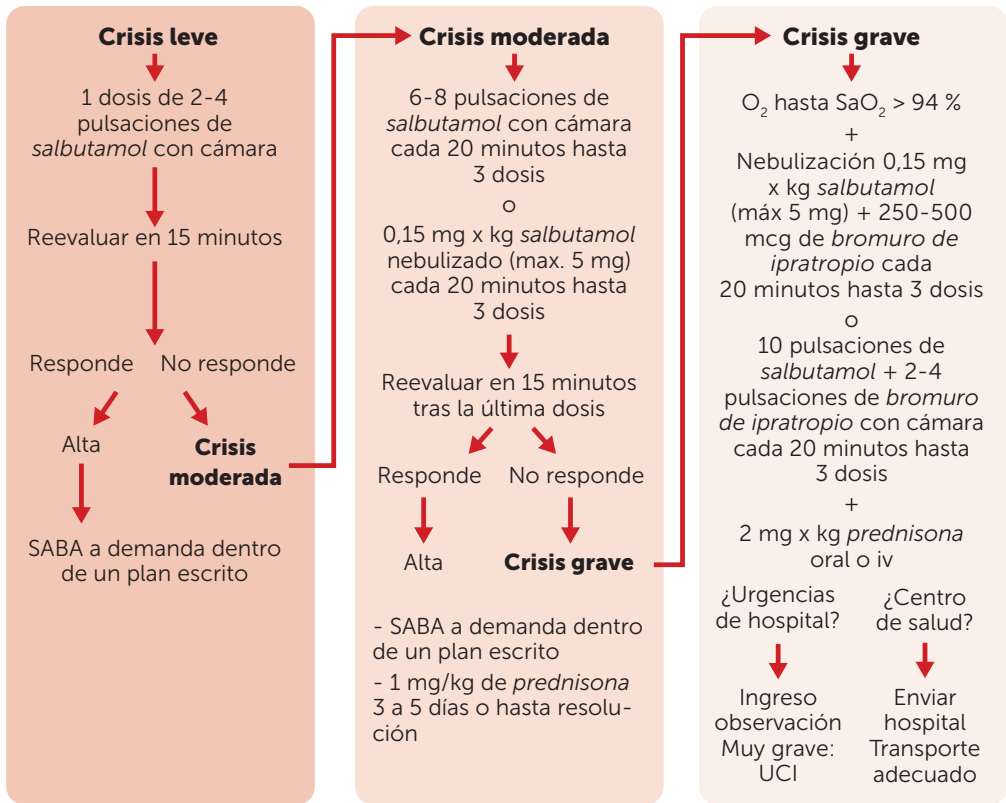 Crisis leve
1 dosis de 2-4
pulsaciones de
salbutamol con cámara
Reevaluar en 15 minutos
Responde No responde
Alta
Crisis
moderada
SABA a demanda dentro
de un plan escrito
Crisis moderada
6-8 pulsaciones de
salbutamol con cámara
cada 20 minutos hasta
3 dosis
o
0,15 mg x kg salbutamol
nebulizado (max. 5 mg)
cada 20 minutos hasta
3 dosis
Reevaluar en 15 minutos
tras la última dosis
Responde No responde
Alta Crisis grave
- SABA a demanda dentro
de un plan escrito
- 1 mg/kg de prednisona
3 a 5 días o hasta resolu-
ción
Crisis grave
O₂ hasta SaO₂ > 94 %
+
Nebulización 0,15 mg
x kg salbutamol
(máx 5 mg) + 250-500
mcg de bromuro de
ipratropio cada
20 minutos hasta 3 dosis
o
10 pulsaciones de
salbutamol + 2-4
pulsaciones de bromuro
de ipratropio con cámara
cada 20 minutos hasta
3 dosis
+
2 mg x kg prednisona
oral o iv
¿Urgencias
de hospital?
Ingreso
observación
Muy grave:
UCI
¿Centro
de salud?
Enviar
hospital
Transporte
adecuado